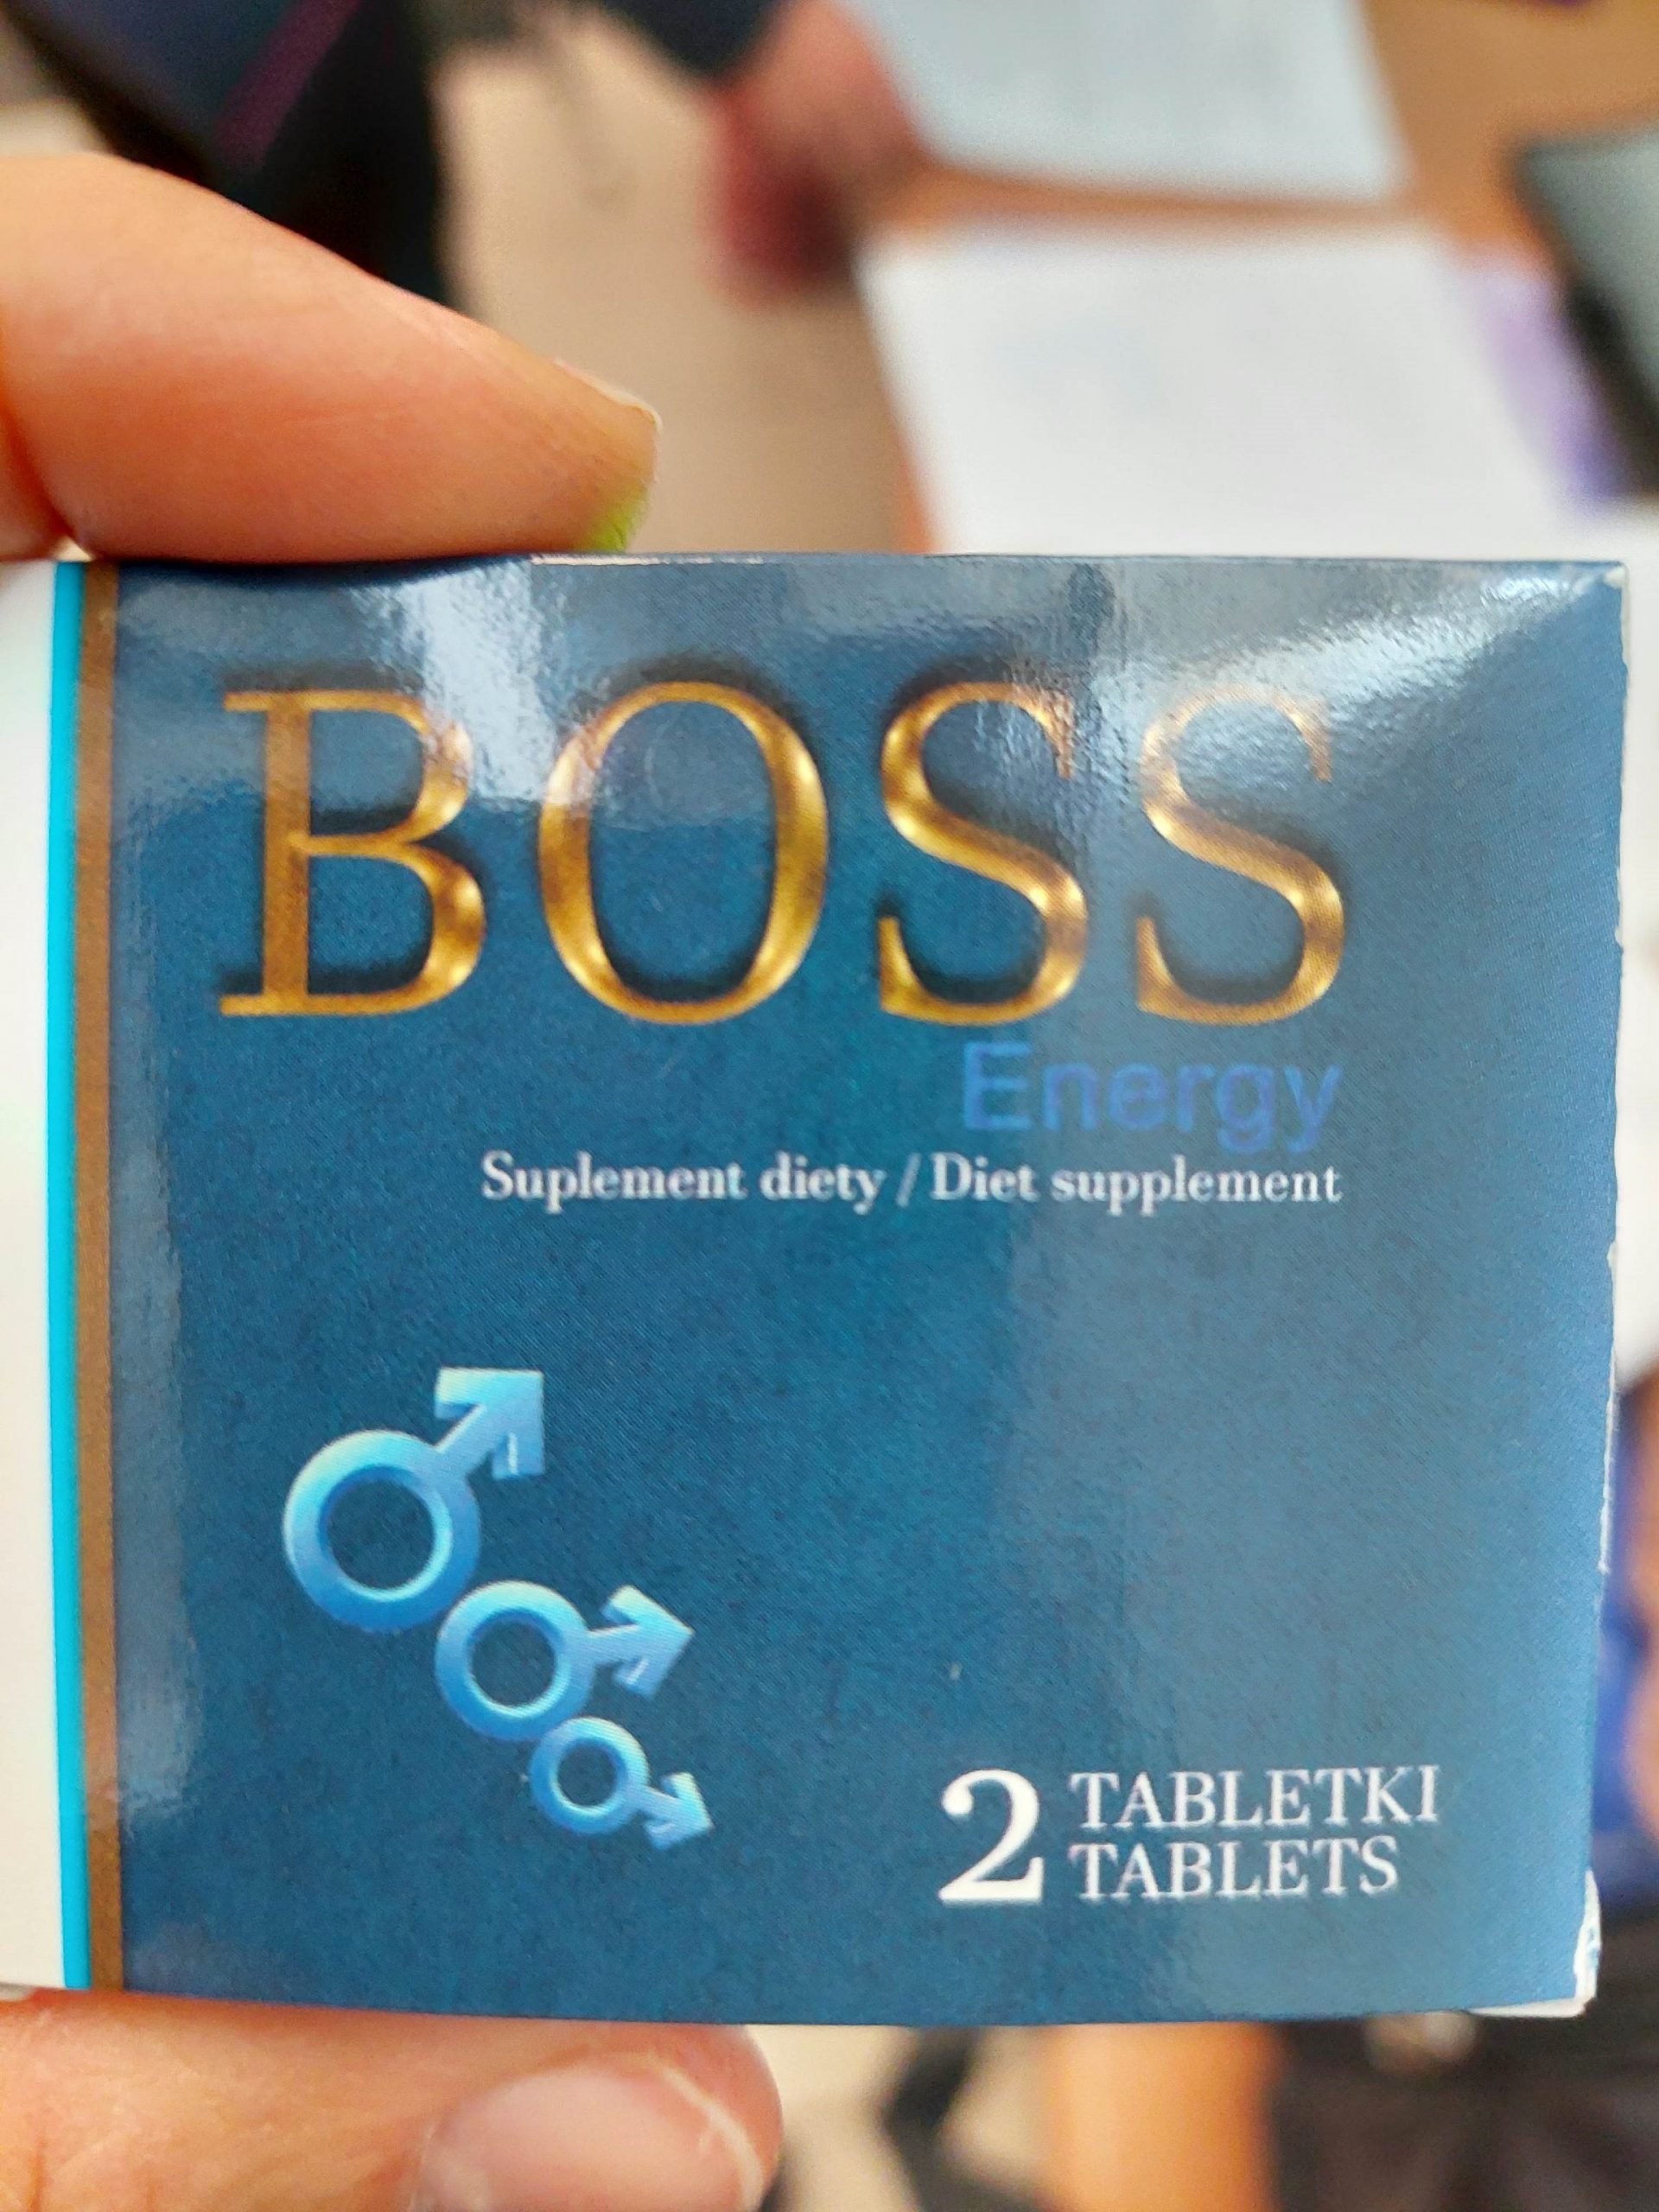 BOSS
Energy
Suplement diety / Diet supplement
2 TABLETKI
TABLETS